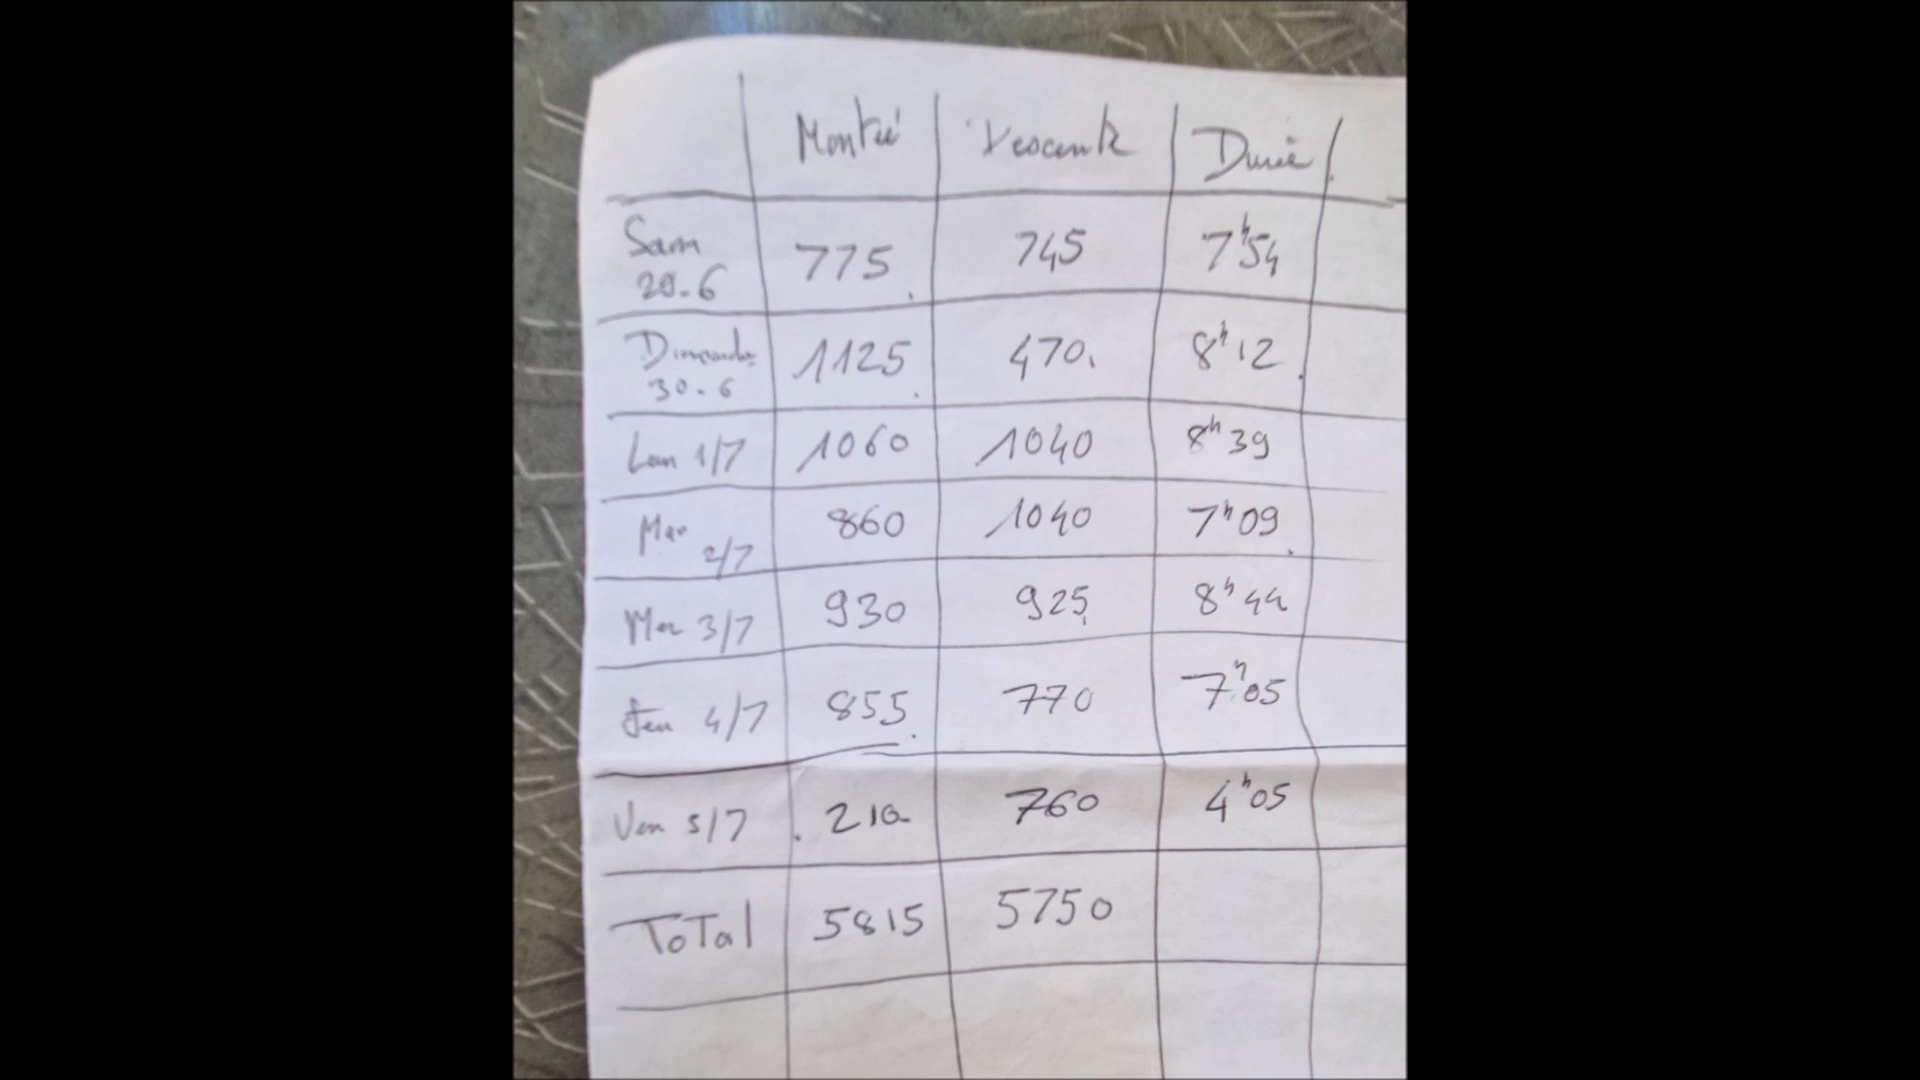 Montée Descente Durée
Sam 775 745 7h54
29-6
Dimanche 1125 470 8h12
30-6
Lun 1/7 1060 1040 8h39
Mar 860 1040 7h09
2/7
Mer 3/7 930 925 8h44
Jeu 4/7 855 770 7h05
Ven 5/7 210 760 4h05
ToTal 5815 5750